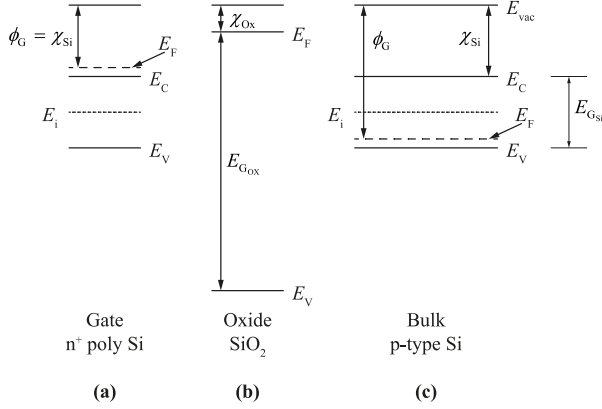 ϕG = χSi
EF
EC
Ei
EV
Gate
n+ poly Si
(a)
χOx
EF
EGOX
EV
Oxide
SiO2
(b)
Evac
ϕG
χSi
EC
Ei
EF
EV
EGSi
Bulk
p-type Si
(c)